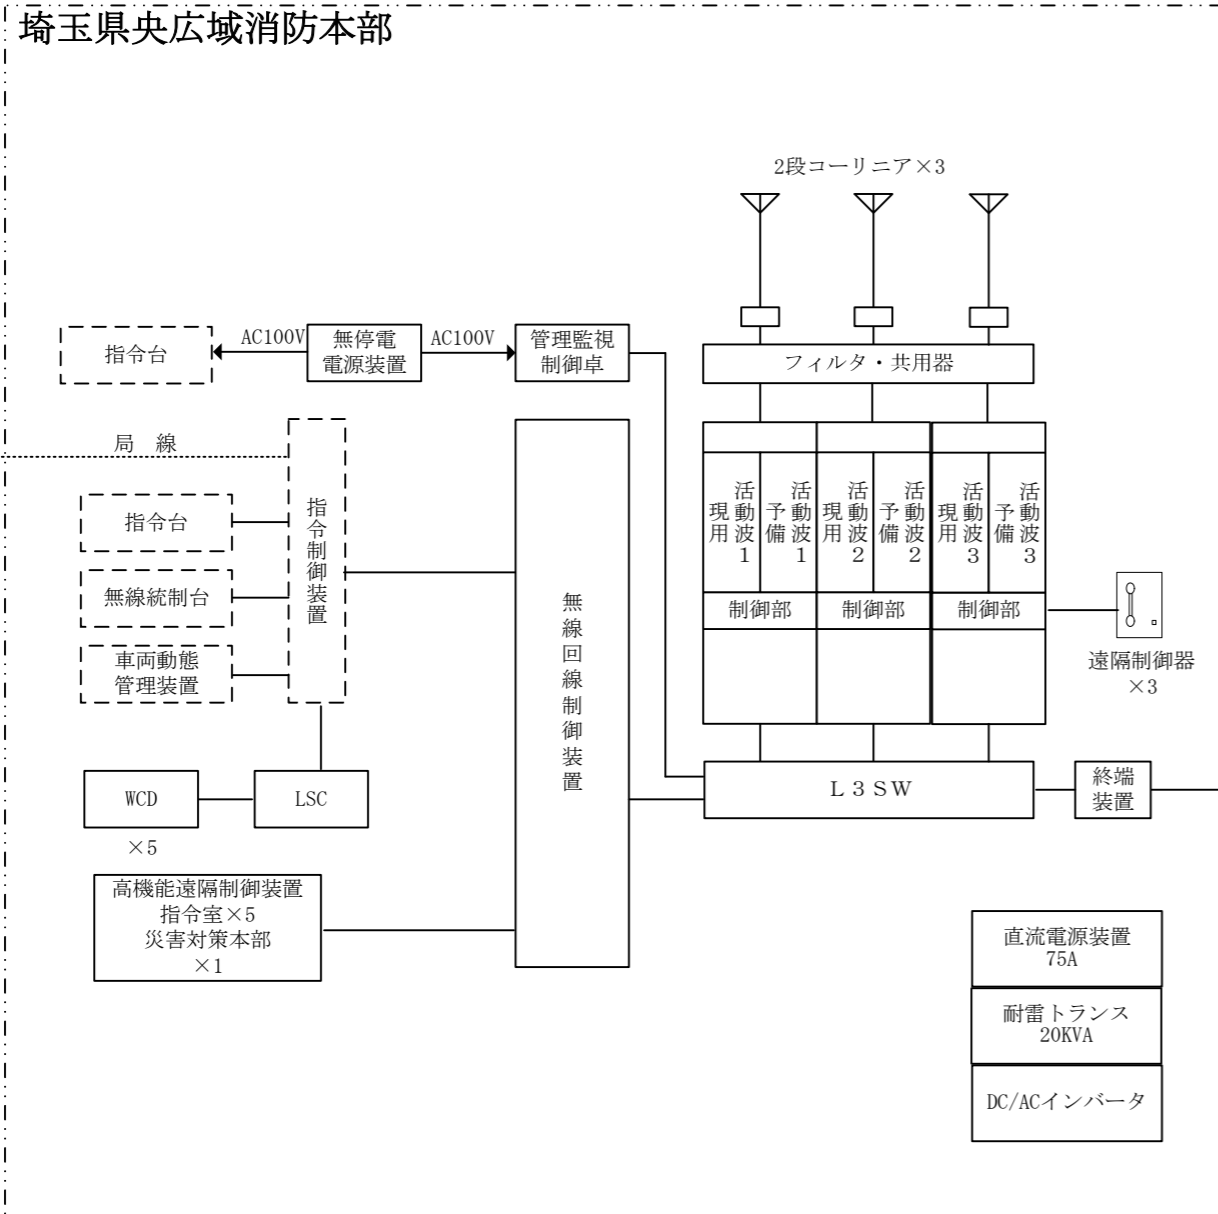 埼玉県央広域消防本部
2段コーリニア×3
指令台
AC100V
無停電
電源装置
AC100V
管理監視
制御卓
フィルタ・共用器
局　線
指令台
無線統制台
車両動態
管理装置
指令制御装置
無線回線制御装置
活動波１
現用
活動波１
予備
活動波２
現用
活動波２
予備
活動波３
現用
活動波３
予備
制御部
制御部
制御部
遠隔制御器
×3
WCD
×5
LSC
Ｌ３ＳＷ
終端
装置
高機能遠隔制御装置
指令室×5
災害対策本部
×1
直流電源装置
75A
耐雷トランス
20KVA
DC/ACインバータ